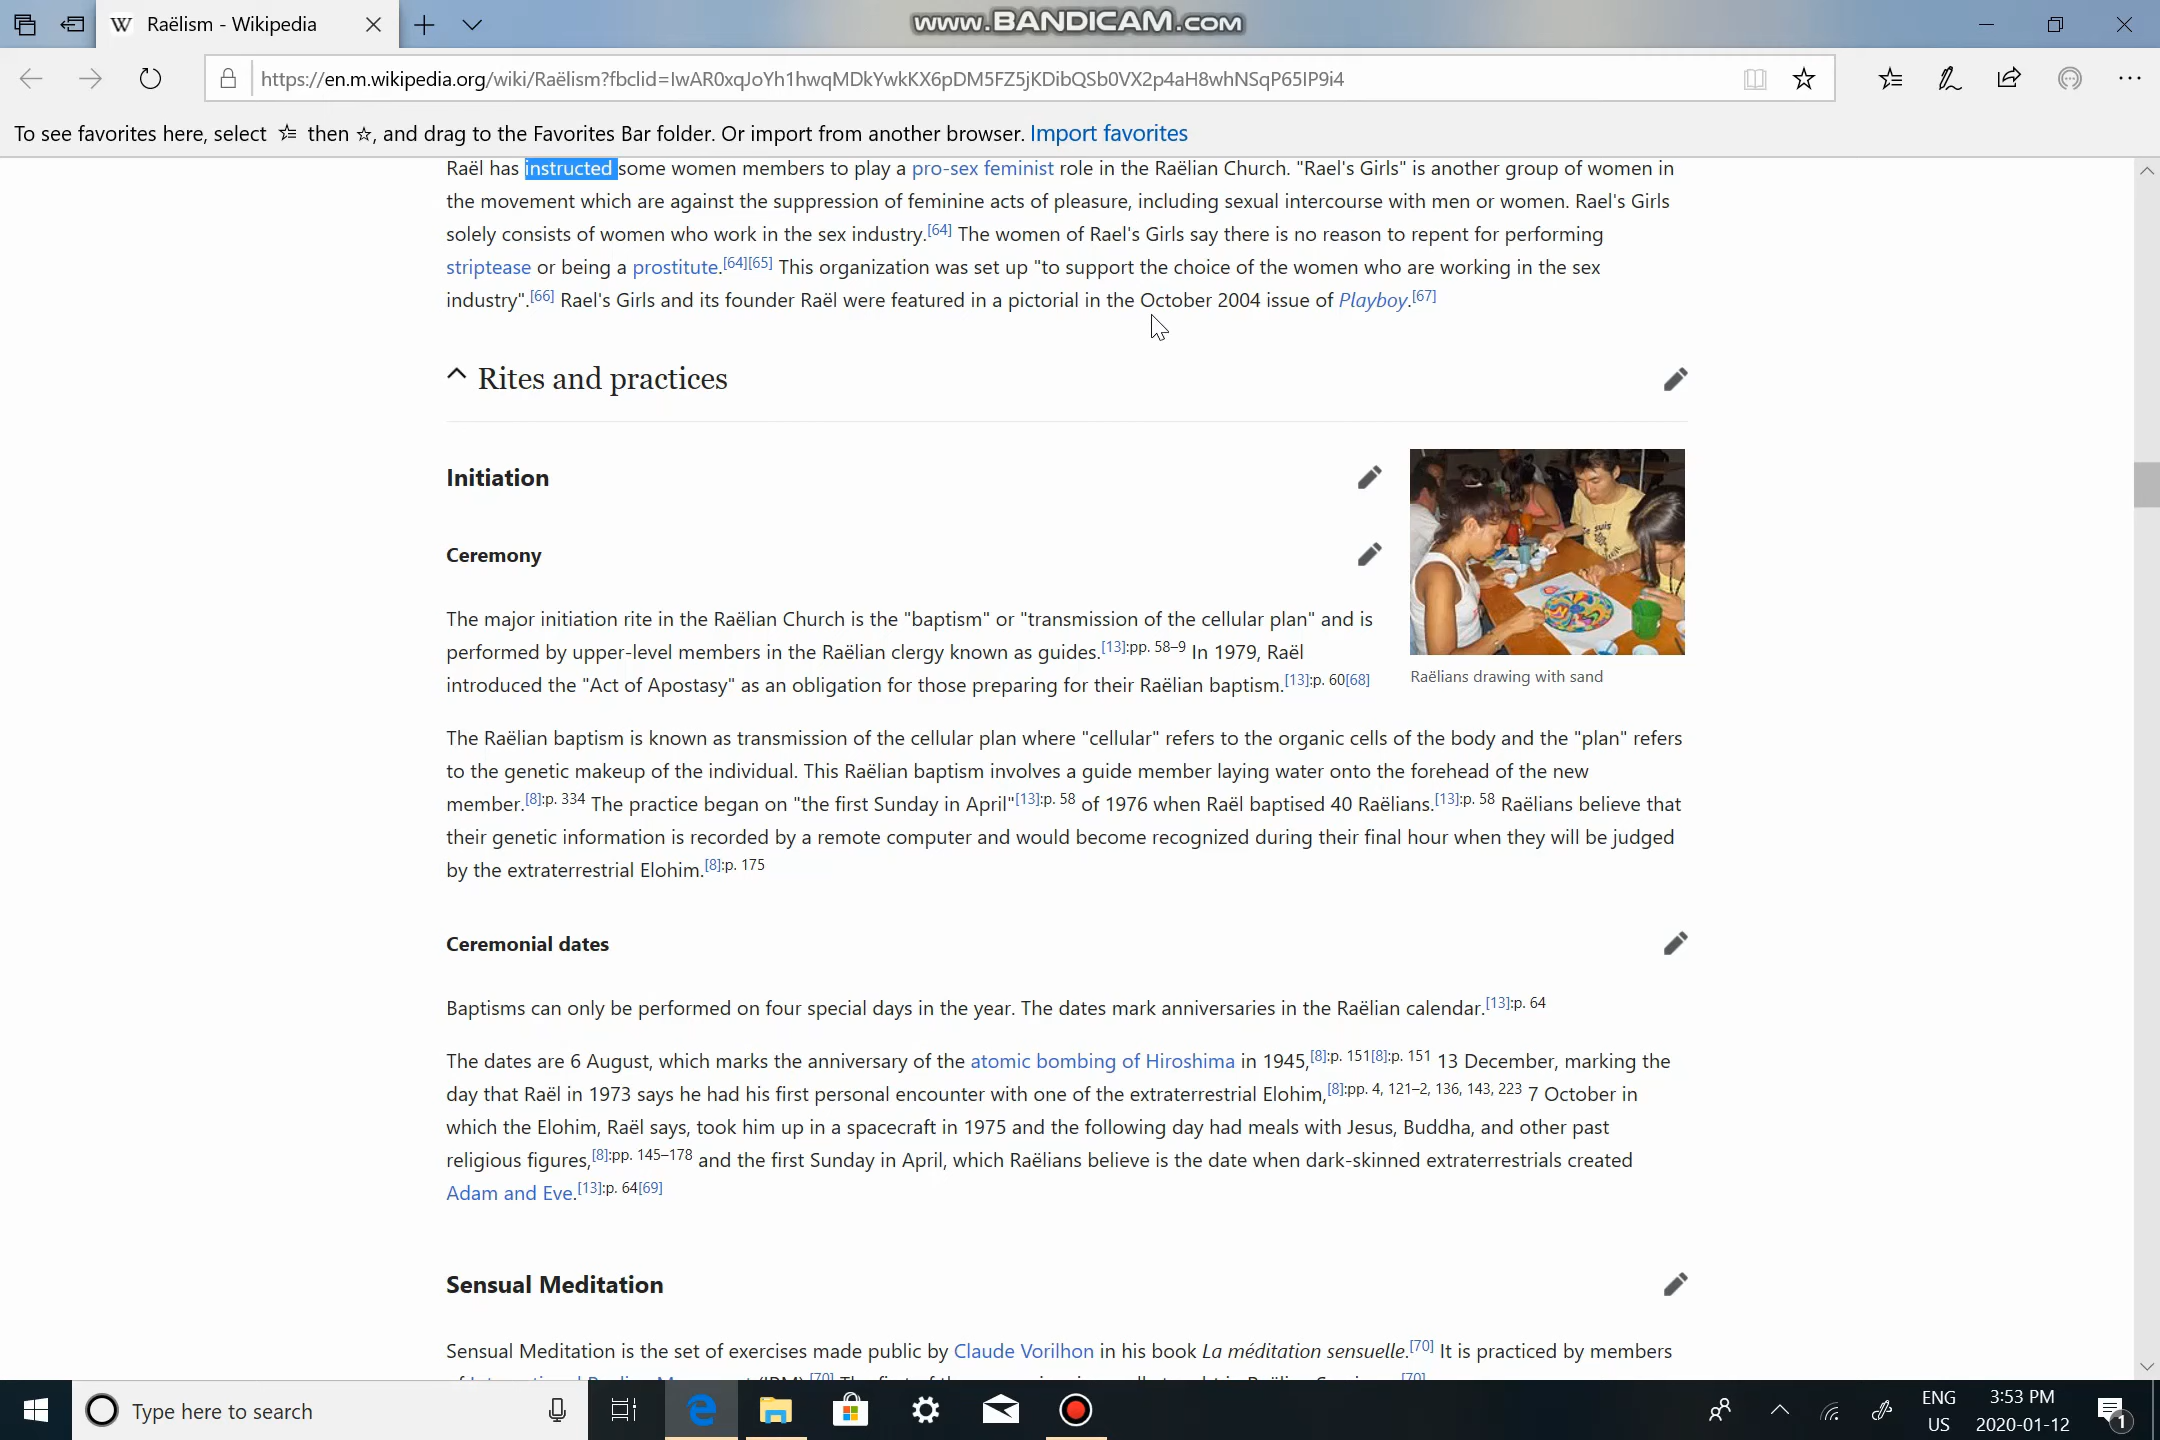 Raëlism - Wikipedia
www.BANDICAM.com
https://en.m.wikipedia.org/wiki/Raëlism?fbclid=IwAR0xqJoYh1hwqMDkYwkKX6pDM5FZ5jKDibQSb0VX2p4aH8whNSqP65IP9i4
To see favorites here, select then ☆, and drag to the Favorites Bar folder. Or import from another browser. Import favorites
Raël has instructed some women members to play a pro-sex feminist role in the Raëlian Church. "Rael's Girls" is another group of women in
the movement which are against the suppression of feminine acts of pleasure, including sexual intercourse with men or women. Rael's Girls
solely consists of women who work in the sex industry.[64] The women of Rael's Girls say there is no reason to repent for performing
striptease or being a prostitute.[64][65] This organization was set up "to support the choice of the women who are working in the sex
industry".[66] Rael's Girls and its founder Raël were featured in a pictorial in the October 2004 issue of Playboy.[67]
Rites and practices
Initiation
Ceremony
The major initiation rite in the Raëlian Church is the "baptism" or "transmission of the cellular plan" and is
performed by upper-level members in the Raëlian clergy known as guides.[13]:pp. 58–9 In 1979, Raël
introduced the "Act of Apostasy" as an obligation for those preparing for their Raëlian baptism.[13]:p. 60[68]
Raëlians drawing with sand
The Raëlian baptism is known as transmission of the cellular plan where "cellular" refers to the organic cells of the body and the "plan" refers
to the genetic makeup of the individual. This Raëlian baptism involves a guide member laying water onto the forehead of the new
member.[8]:p. 334 The practice began on "the first Sunday in April"[13]:p. 58 of 1976 when Raël baptised 40 Raëlians.[13]:p. 58 Raëlians believe that
their genetic information is recorded by a remote computer and would become recognized during their final hour when they will be judged
by the extraterrestrial Elohim.[8]:p. 175
Ceremonial dates
Baptisms can only be performed on four special days in the year. The dates mark anniversaries in the Raëlian calendar.[13]:p. 64
The dates are 6 August, which marks the anniversary of the atomic bombing of Hiroshima in 1945,[8]:p. 151[8]:p. 151 13 December, marking the
day that Raël in 1973 says he had his first personal encounter with one of the extraterrestrial Elohim,[8]:pp. 4, 121–2, 136, 143, 223 7 October in
which the Elohim, Raël says, took him up in a spacecraft in 1975 and the following day had meals with Jesus, Buddha, and other past
religious figures,[8]:pp. 145–178 and the first Sunday in April, which Raëlians believe is the date when dark-skinned extraterrestrials created
Adam and Eve.[13]:p. 64[69]
Sensual Meditation
Sensual Meditation is the set of exercises made public by Claude Vorilhon in his book La méditation sensuelle.[70] It is practiced by members
Type here to search
ENG
US
3:53 PM
2020-01-12
1